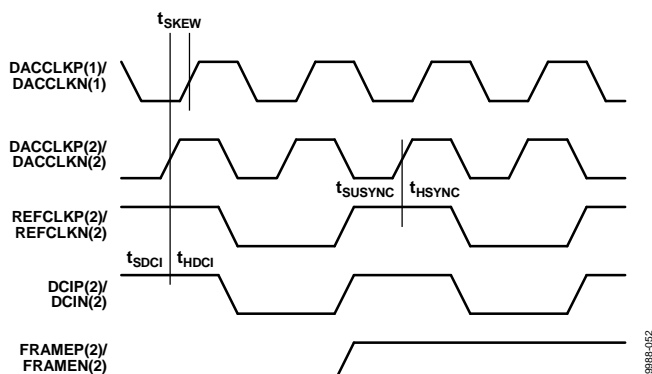 tSKEW
DACCLKP(1)/
DACCLKN(1)
DACCLKP(2)/
DACCLKN(2)
tSUSYNC tHSYNC
REFCLKP(2)/
REFCLKN(2)
tSDCI tHDCI
DCIP(2)/
DCIN(2)
FRAMEP(2)/
FRAMEN(2)
9988-052